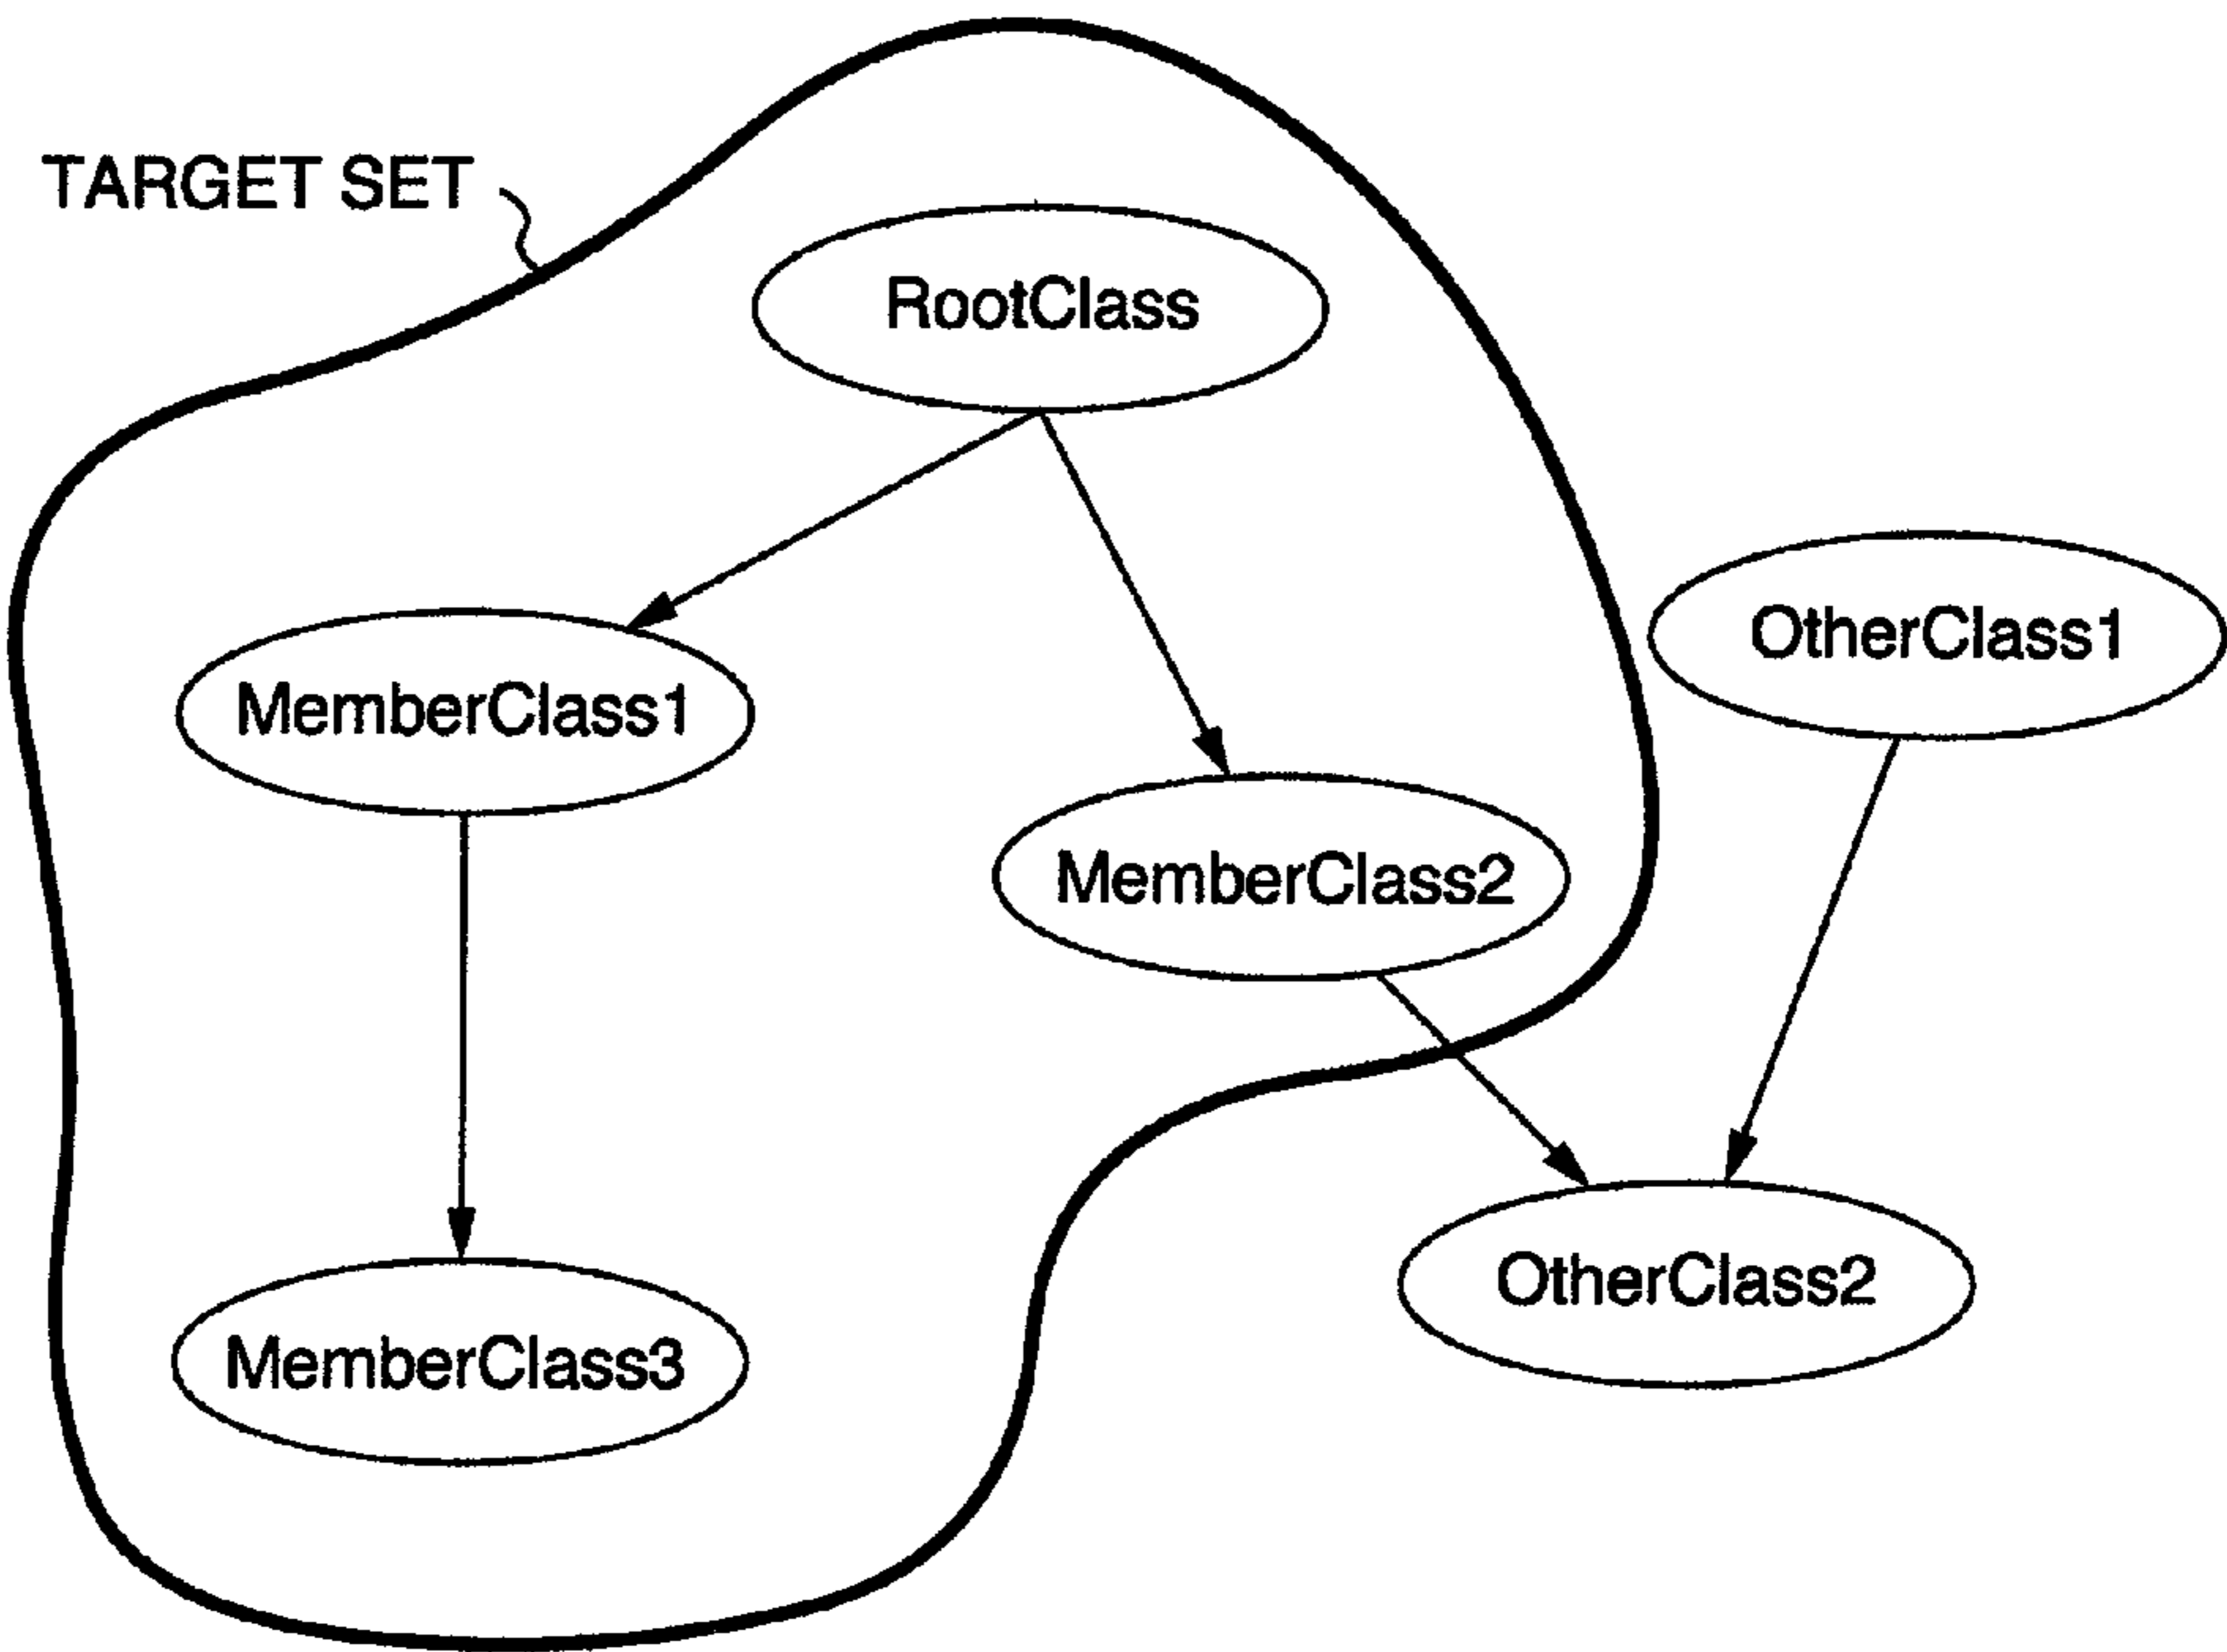 TARGET SET
RootClass
OtherClass1
MemberClass1
MemberClass2
OtherClass2
MemberClass3